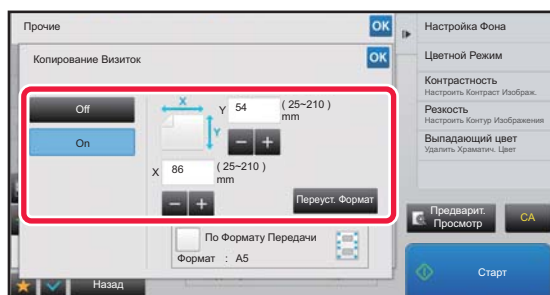 Прочие
OK
Копирование Визиток
OK
Off
On
X
Y
Y 54 ( 25~210 )
mm
X 86 ( 25~210 )
mm
Переуст. Формат
По Формату Передачи
Формат : A5
Назад
Настройка Фона
Цветной Режим
Контрастность
Настроить Контраст Изображ.
Резкость
Настроить Контур Изображения
Выпадающий цвет
Удалить Храматич. Цвет
Предварит.
Просмотр
CA
Старт